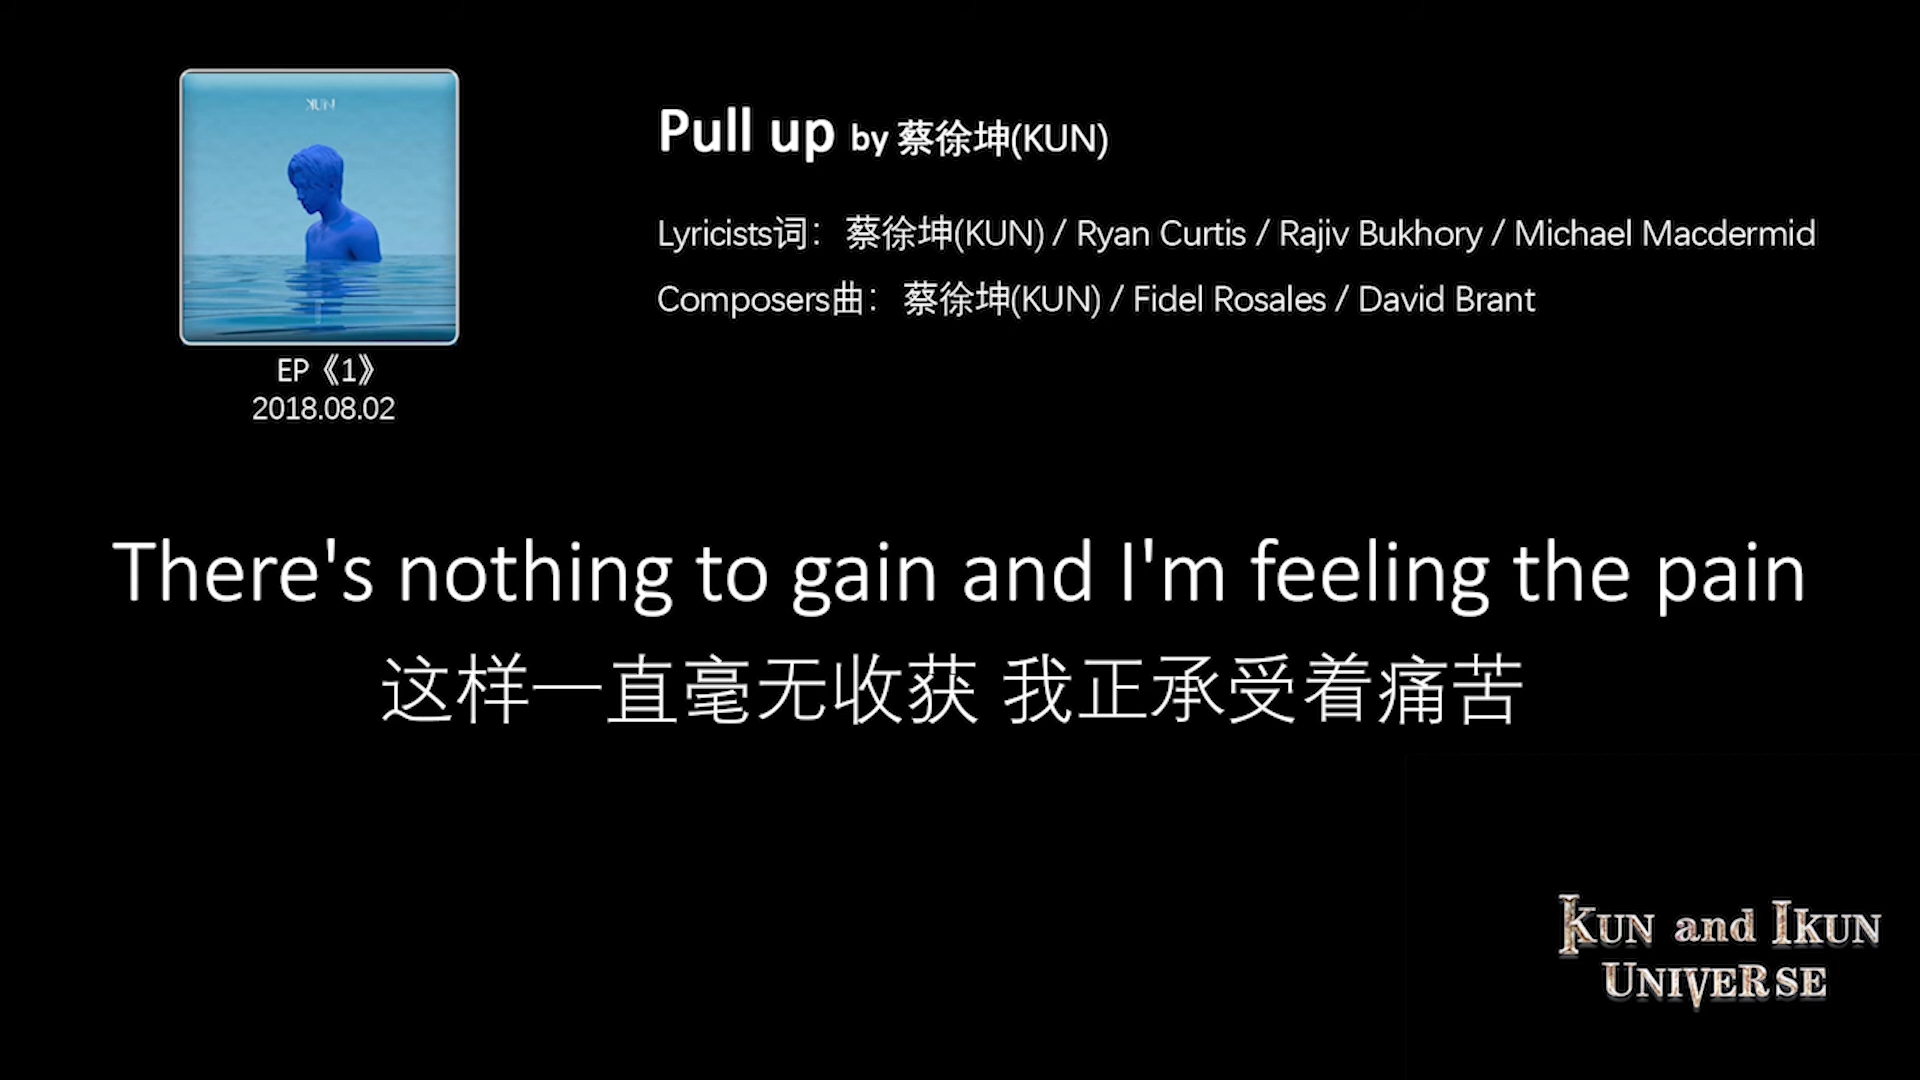 KUN
Pull up by 蔡徐坤(KUN)
Lyricists词：蔡徐坤(KUN) / Ryan Curtis / Rajiv Bukhory / Michael Macdermid
Composers曲：蔡徐坤(KUN) / Fidel Rosales / David Brant
EP《1》
2018.08.02
There's nothing to gain and I'm feeling the pain
这样一直毫无收获 我正承受着痛苦
KUN and IKUN
UNIVERSE